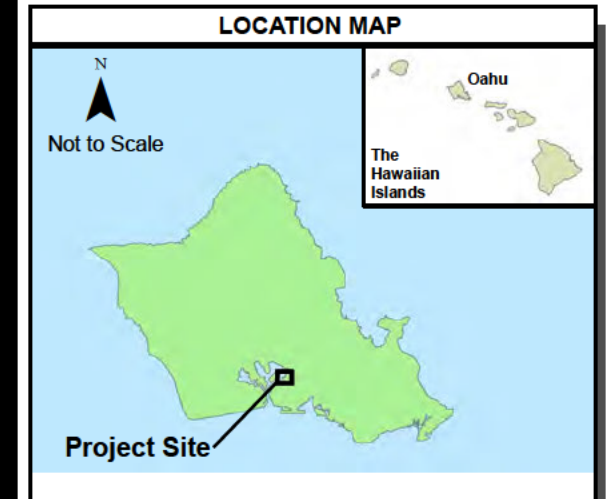 LOCATION MAP
N
Not to Scale
Oahu
The
Hawaiian
Islands
Project Site